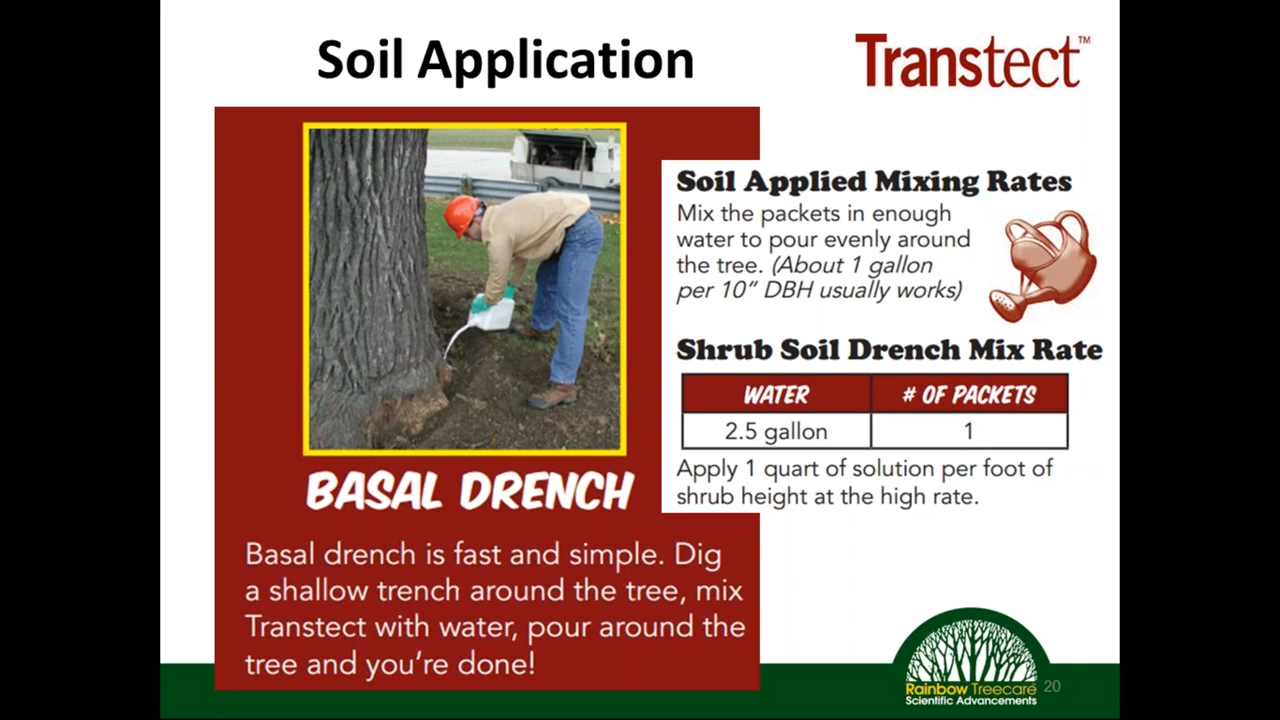 Soil Application
Transtect™
BASAL DRENCH
Basal drench is fast and simple. Dig
a shallow trench around the tree, mix
Transtect with water, pour around the
tree and you're done!
Soil Applied Mixing Rates
Mix the packets in enough
water to pour evenly around
the tree. (About 1 gallon
per 10” DBH usually works)
Shrub Soil Drench Mix Rate
WATER # OF PACKETS
2.5 gallon 1
Apply 1 quart of solution per foot of
shrub height at the high rate.
Rainbow Treecare
Scientific Advancements
20